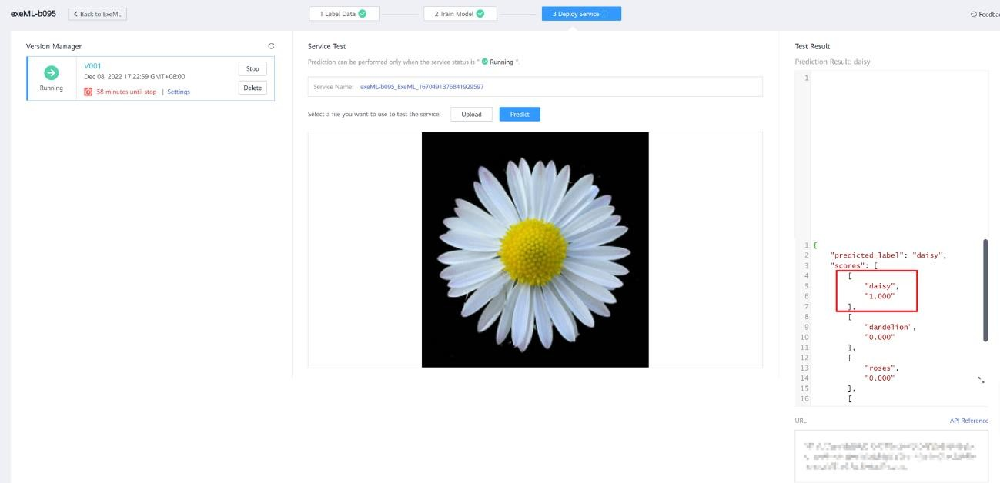 exeML-b095
Back to ExeML
1 Label Data
2 Train Model
3 Deploy Service
Version Manager
Running
V001
Dec 08, 2022 17:22:59 GMT+08:00
58 minutes until stop | Settings
Stop
Delete
Service Test
Prediction can be performed only when the service status is " Running ".
Service Name: exeML-b095_ExeML_1670491376841929597
Select a file you want to use to test the service.
Upload
Predict
Test Result
Prediction Result: daisy
1
1 {
2 "predicted_label": "daisy",
3 "scores": [
4 [
5 "daisy",
6 "1.000"
7 ],
8 [
9 "dandelion",
10 "0.000"
11 ],
12 [
13 "roses",
14 "0.000"
15 ],
16 [
URL
API Reference